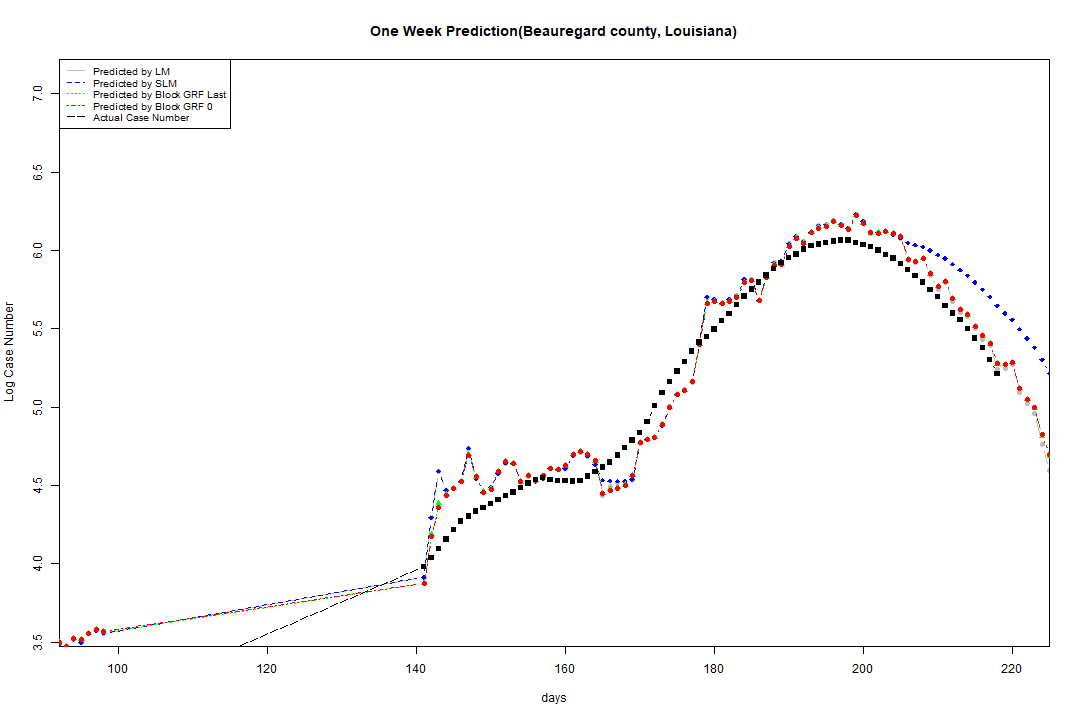 One Week Prediction(Beauregard county, Louisiana)
Predicted by LM
Predicted by SLM
Predicted by Block GRF Last
Predicted by Block GRF 0
Actual Case Number
7.0
6.5
6.0
5.5
5.0
4.5
4.0
3.5
Log Case Number
100 120 140 160 180 200 220
days